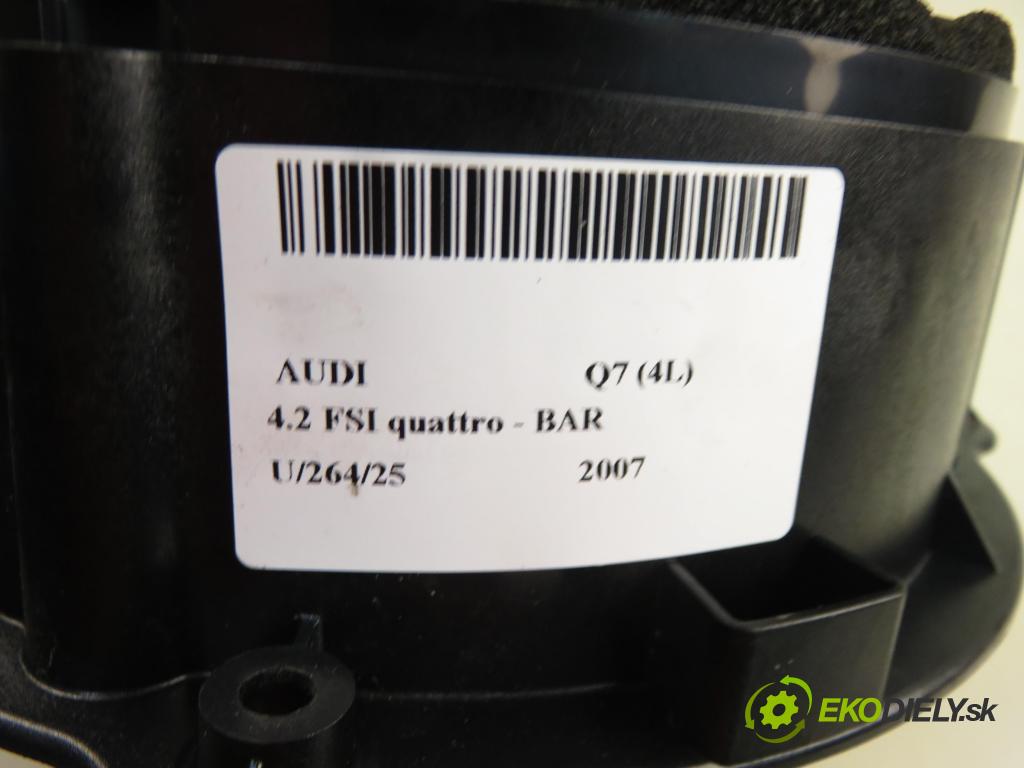 AUDI Q7 (4L)
4.2 FSI quattro - BAR
U/264/25 2007
EKODIELY.sk